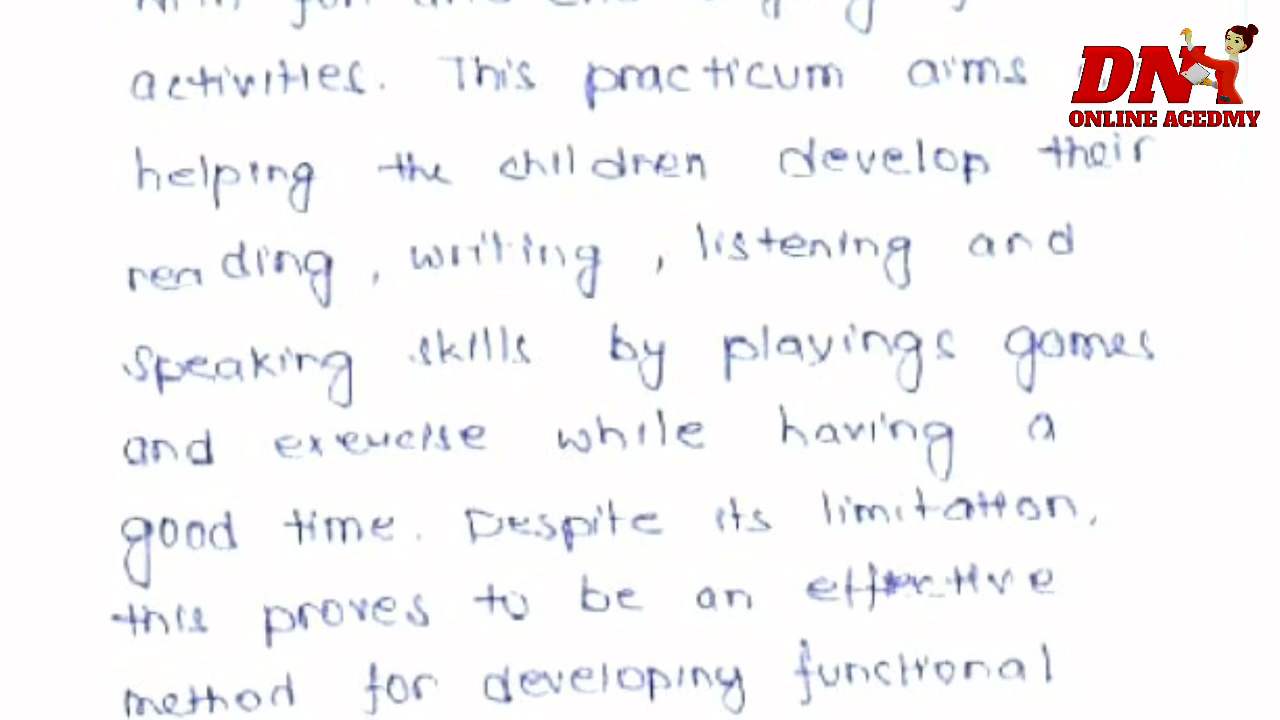 activities. This practicum aims
helping the children develop their
reading, writing, listening and
speaking skills by playings games
and exercise while having a
good time. Despite its limitation,
this proves to be an effective
method for developing functional
DNA
ONLINE ACEDMY